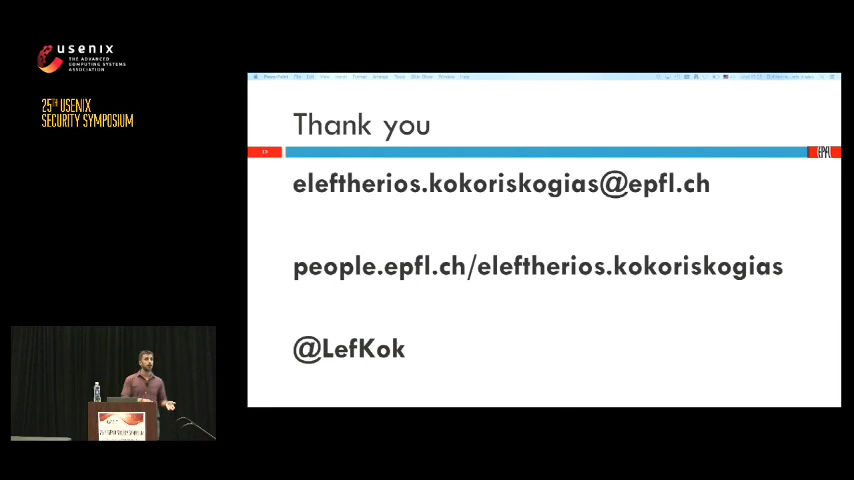 usenix
THE ADVANCED
COMPUTING SYSTEMS
ASSOCIATION
25TH USENIX
SECURITY SYMPOSIUM
Thank you
EPFL
eleftherios.kokoriskogias@epfl.ch
people.epfl.ch/eleftherios.kokoriskogias
@LefKok